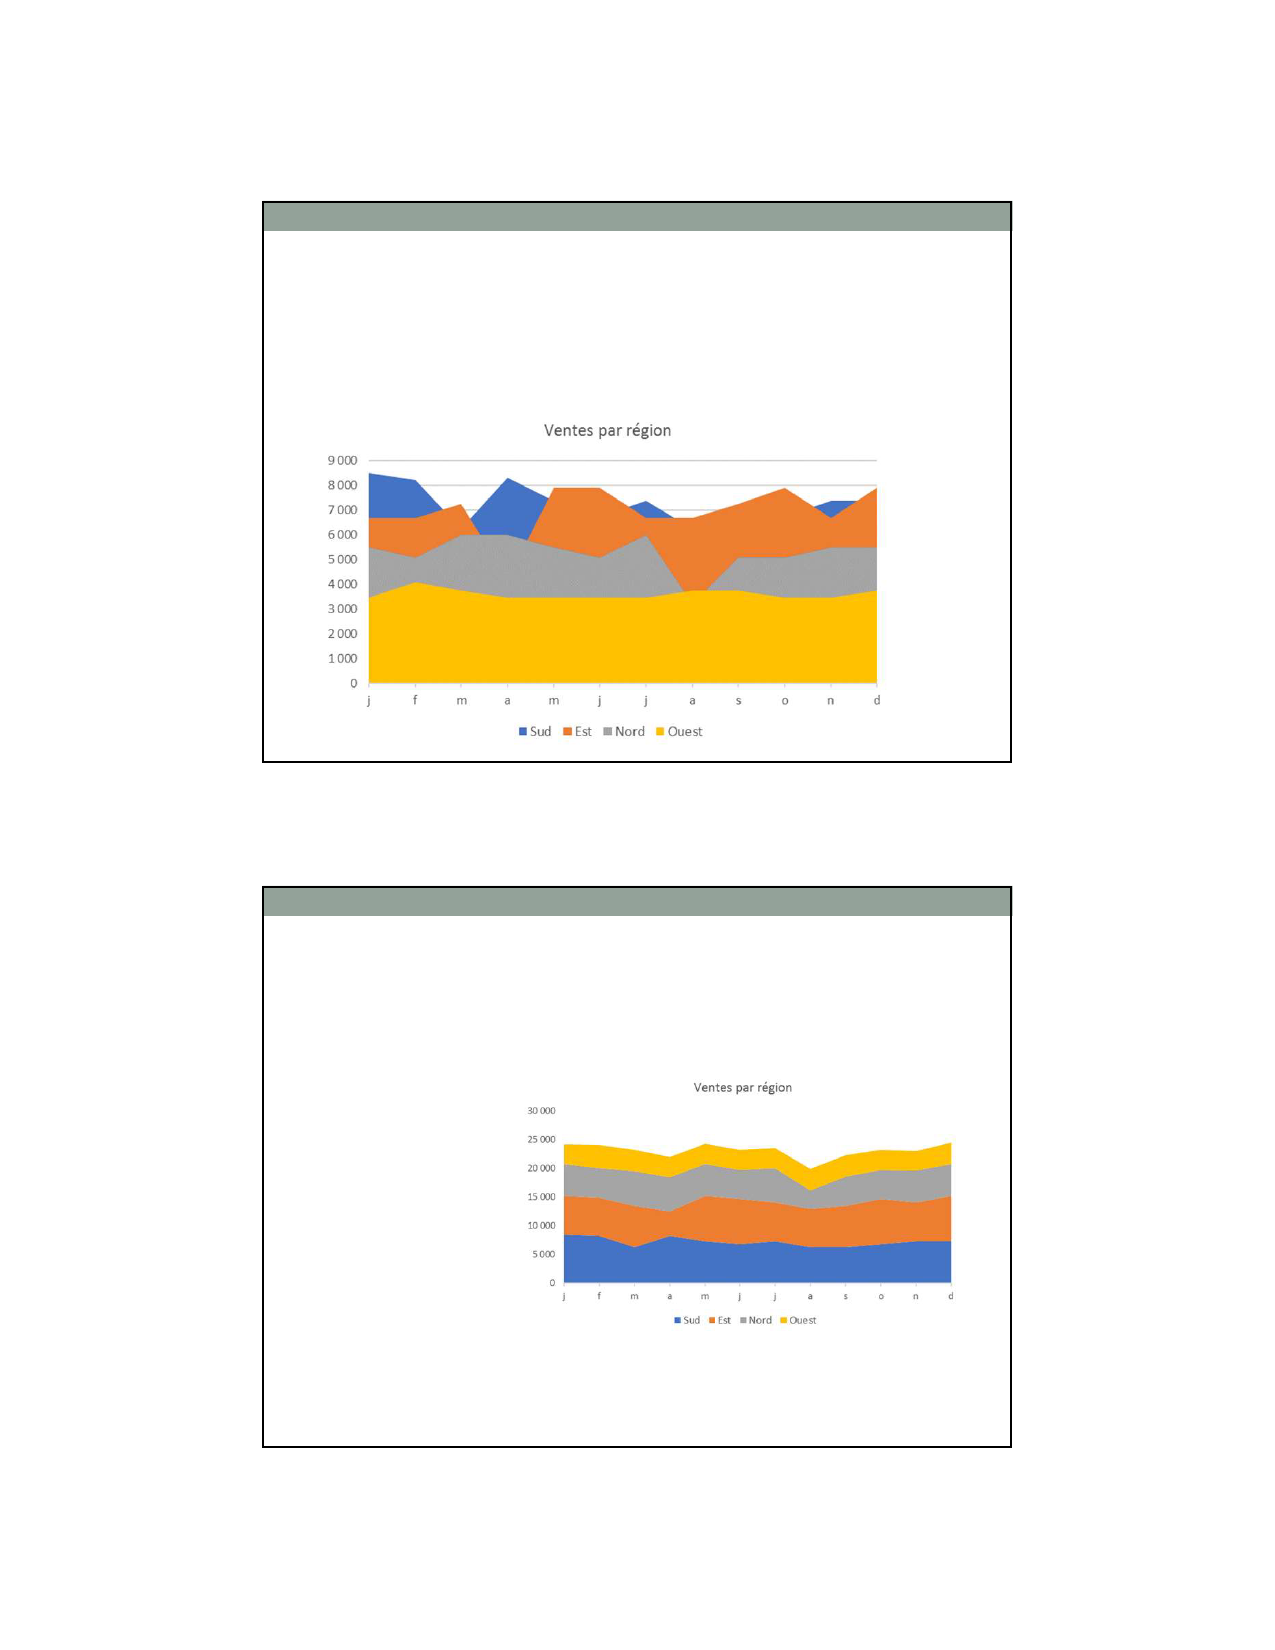 Ventes par région
9 000
8 000
7 000
6 000
5 000
4 000
3 000
2 000
1 000
0
j f m a m j j a s o n d
Sud Est Nord Ouest
Ventes par région
30 000
25 000
20 000
15 000
10 000
5 000
0
j f m a m j j a s o n d
Sud Est Nord Ouest